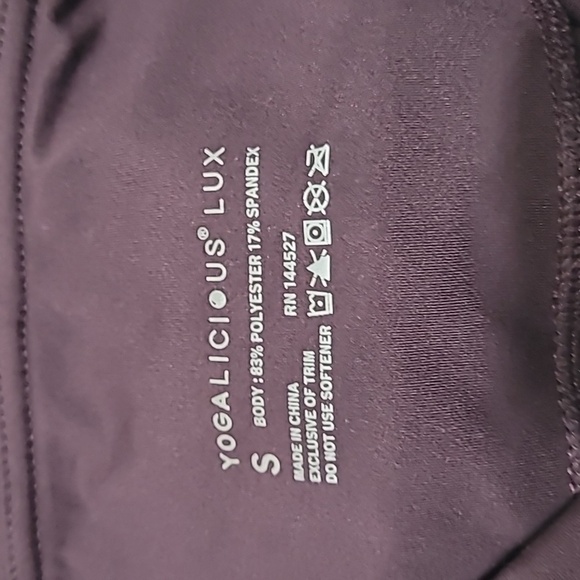 YOGALICIOUS® LUX
S BODY : 83% POLYESTER 17% SPANDEX
MADE IN CHINA RN 144527
EXCLUSIVE OF TRIM
DO NOT USE SOFTENER